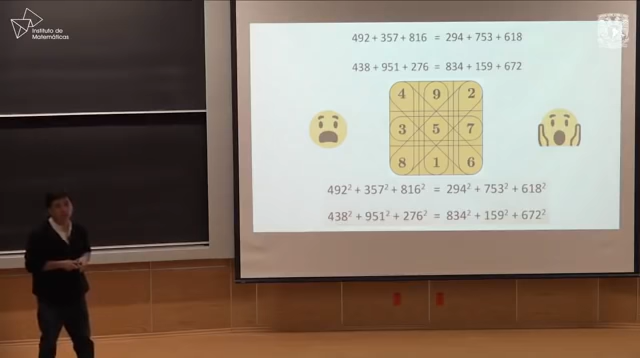 Instituto de
Matemáticas
492 + 357 + 816 = 294 + 753 + 618
438 + 951 + 276 = 834 + 159 + 672
4 9 2
3 5 7
8 1 6
492² + 357² + 816² = 294² + 753² + 618²
438² + 951² + 276² = 834² + 159² + 672²